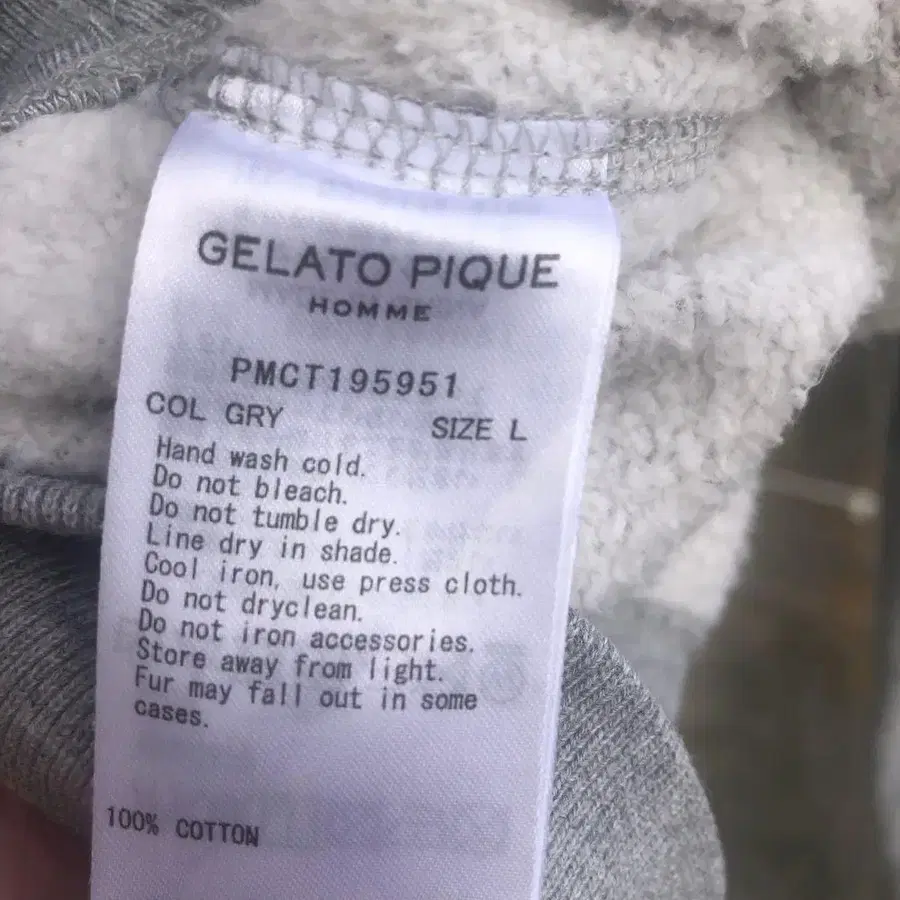 GELATO PIQUE
HOMME
PMCT195951
COL GRY SIZE L
Hand wash cold.
Do not bleach.
Do not tumble dry.
Line dry in shade.
Cool iron, use press cloth.
Do not dryclean.
Do not iron accessories.
Store away from light.
Fur may fall out in some
cases.
100% COTTON